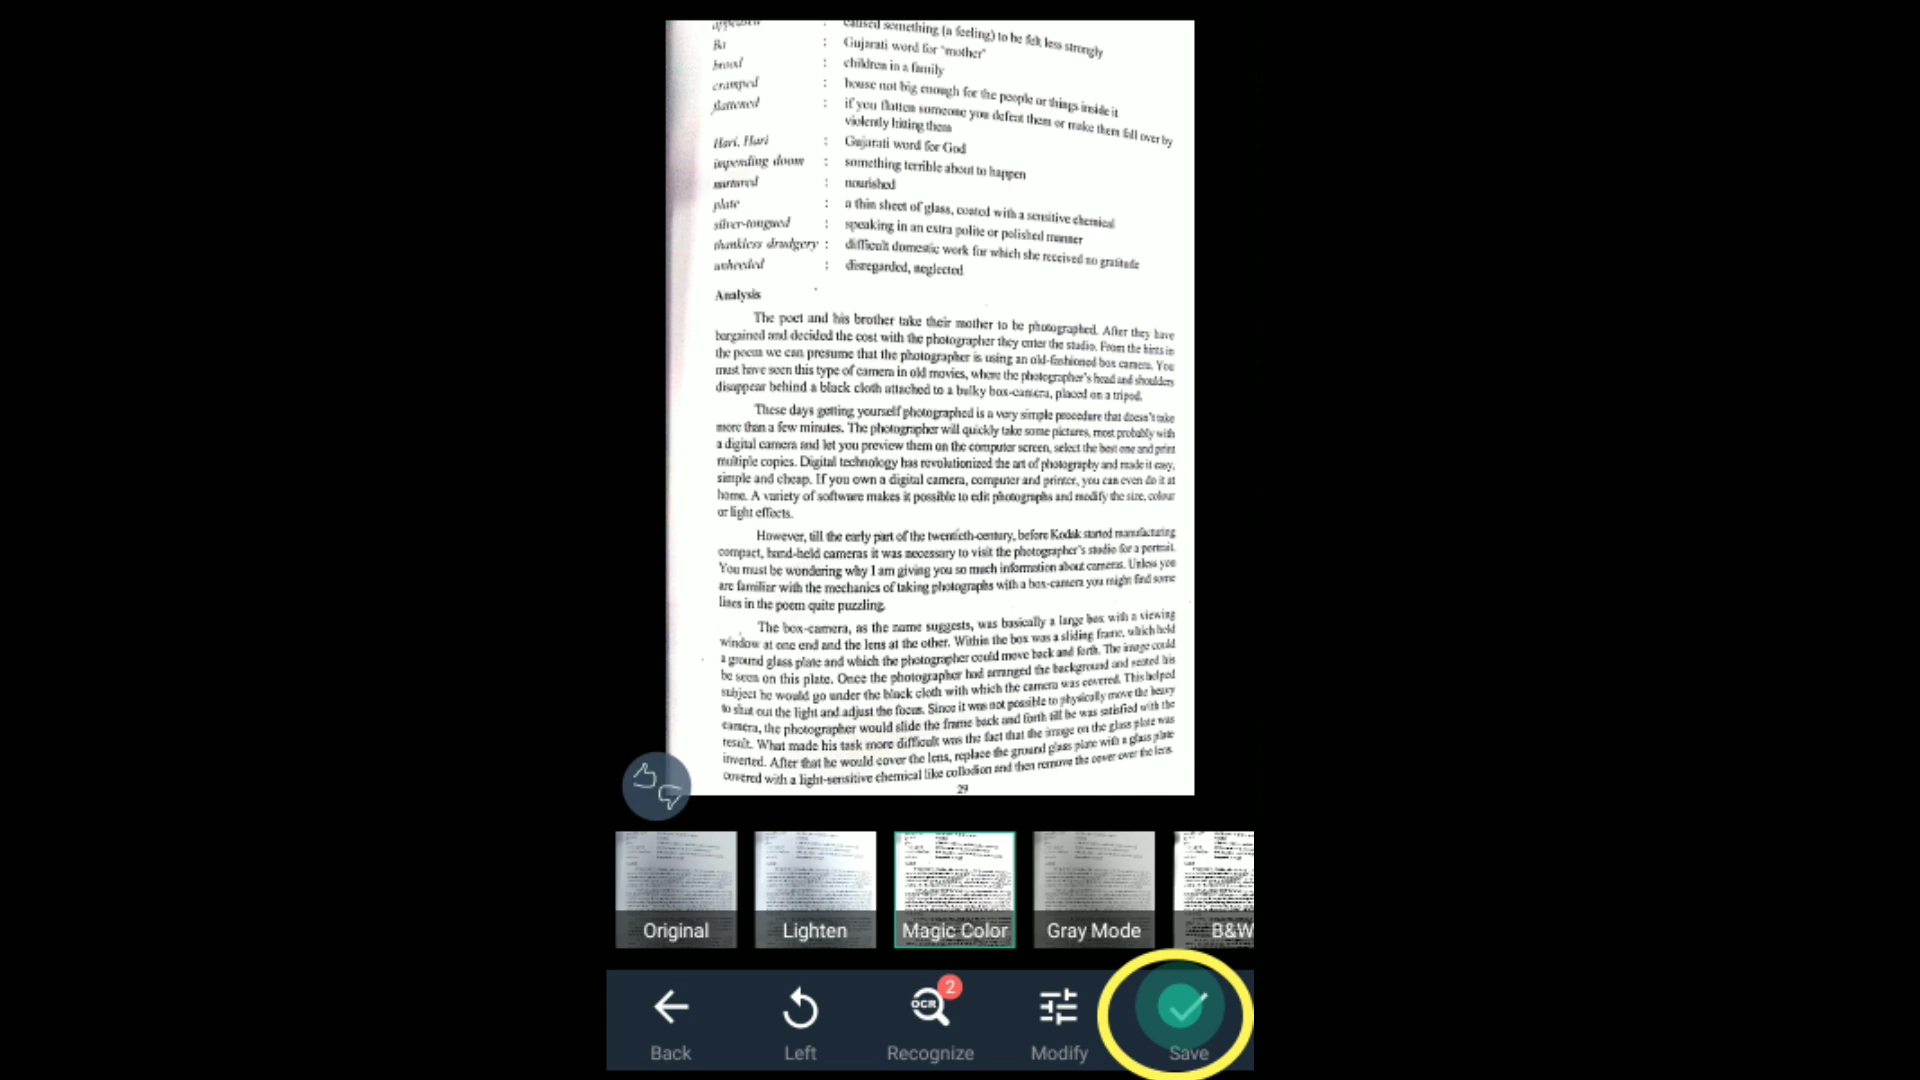 appeased : caused something (a feeling) to be felt less strongly
Ba : Gujarati word for "mother"
brood : children in a family
cramped : house not big enough for the people or things inside it
flattened : if you flatten someone you defeat them or make them fall over by
violently hitting them
Hari, Hari : Gujarati word for God
impending doom : something terrible about to happen
nurtured : nourished
plate : a thin sheet of glass, coated with a sensitive chemical
silver-tongued : speaking in an extra polite or polished manner
thankless drudgery : difficult domestic work for which she received no gratitude
unheeded : disregarded, neglected
Analysis
The poet and his brother take their mother to be photographed. After they have
bargained and decided the cost with the photographer they enter the studio. From the hints in
the poem we can presume that the photographer is using an old-fashioned box camera. You
must have seen this type of camera in old movies, where the photographer's head and shoulders
disappear behind a black cloth attached to a bulky box-camera, placed on a tripod.
These days getting yourself photographed is a very simple procedure that doesn't take
more than a few minutes. The photographer will quickly take some pictures, most probably with
a digital camera and let you preview them on the computer screen, select the best one and print
multiple copies. Digital technology has revolutionized the art of photography and made it easy,
simple and cheap. If you own a digital camera, computer and printer, you can even do it at
home. A variety of software makes it possible to edit photographs and modify the size, colour
or light effects.
However, till the early part of the twentieth-century, before Kodak started manufacturing
compact, hand-held cameras it was necessary to visit the photographer's studio for a portrait.
You must be wondering why I am giving you so much information about cameras. Unless you
are familiar with the mechanics of taking photographs with a box-camera you might find some
lines in the poem quite puzzling.
The box-camera, as the name suggests, was basically a large box with a viewing
window at one end and the lens at the other. Within the box was a sliding frame, which held
a ground glass plate and which the photographer could move back and forth. The image could
be seen on this plate. Once the photographer had arranged the background and seated his
subject he would go under the black cloth with which the camera was covered. This helped
to shut out the light and adjust the focus. Since it was not possible to physically move the heavy
camera, the photographer would slide the frame back and forth till he was satisfied with the
result. What made his task more difficult was the fact that the image on the glass plate was
inverted. After that he would cover the lens, replace the ground glass plate with a glass plate
covered with a light-sensitive chemical like collodion and then remove the cover over the lens.
29
Original Lighten Magic Color Gray Mode B&W
OCR 2
Back Left Recognize Modify Save